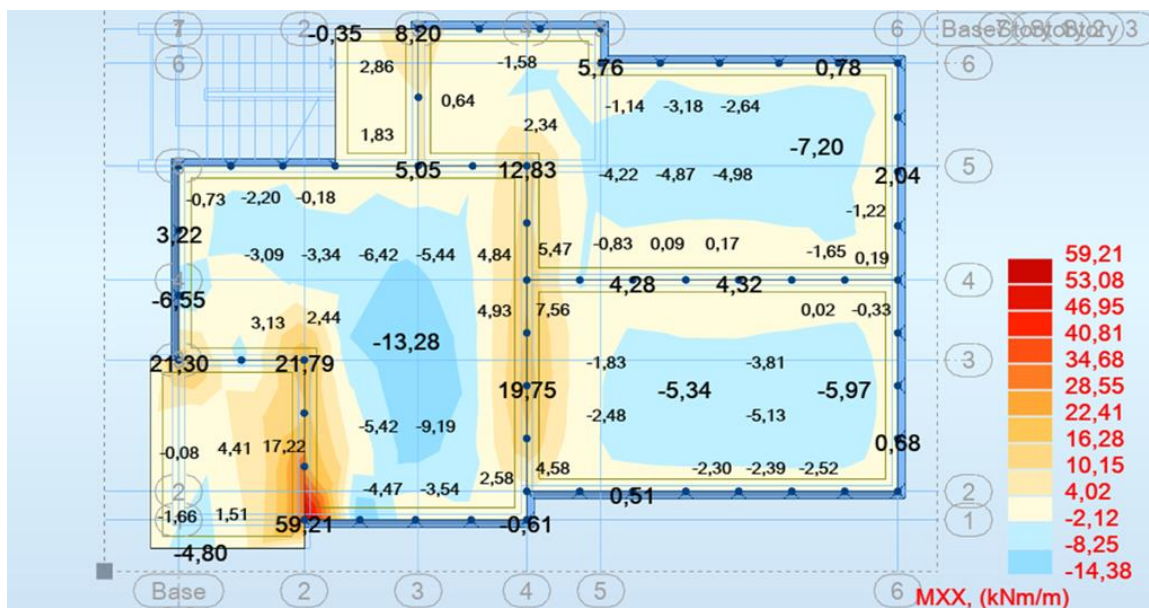 7 2 -0,35 8,20 4 5 6 Base
6 2,86 -1,58 5,76 0,78 6
0,64 -1,14 -3,18 -2,64
1,83 2,34 -7,20
5,05 12,83 -4,22 -4,87 -4,98 2,04 5
-0,73 -2,20 -0,18 -1,22
3,22 -0,83 0,09 0,17
-3,09 -3,34 -6,42 -5,44 4,84 5,47 -1,65 0,19
4 4,28 4,32 4
-6,55 4,93 7,56 0,02 -0,33
3,13 2,44
-13,28
21,30 21,79 -1,83 -3,81 3
19,75 -5,34 -5,97
-2,48 -5,13
-0,08 4,41 17,22 -5,42 -9,19 0,68
2,58 4,58 -2,30 -2,39 -2,52
2 -4,47 -3,54 0,51 2
-1,66 1,51 59,21 -0,61 1
-4,80
Base 2 3 4 5 6
59,21
53,08
46,95
40,81
34,68
28,55
22,41
16,28
10,15
4,02
-2,12
-8,25
-14,38
MXX, (kNm/m)